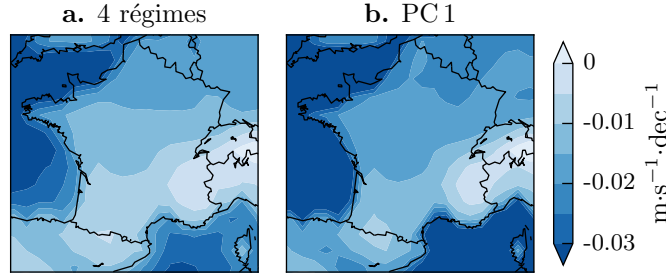 a. 4 régimes
b. PC 1
0
-0.01
-0.02
-0.03
m·s⁻¹·dec⁻¹